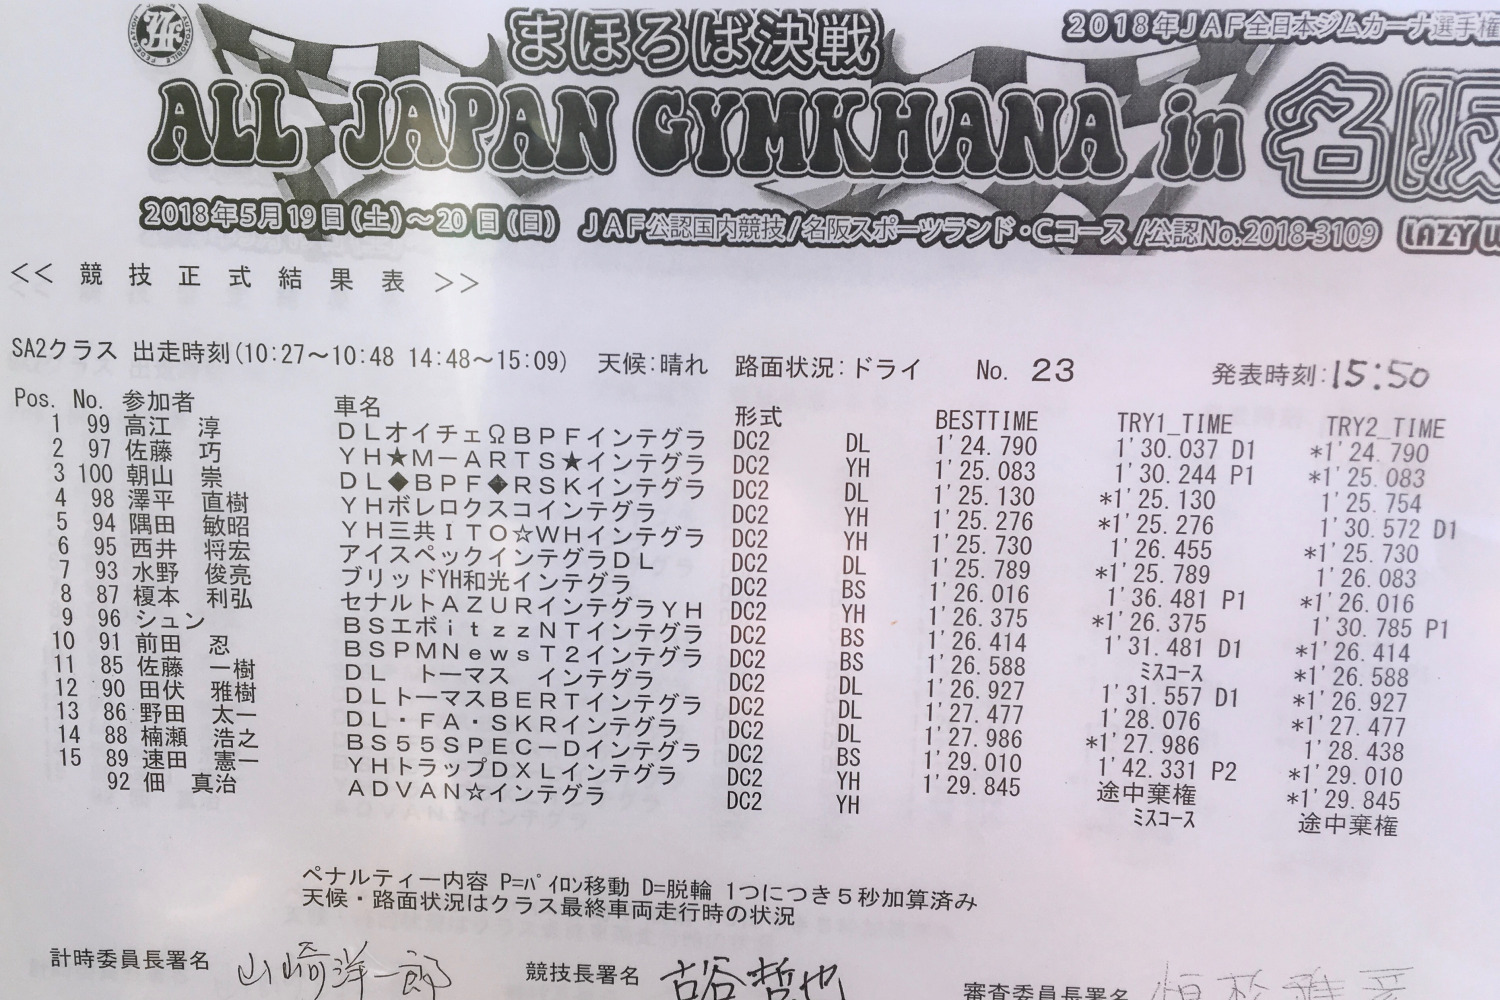 まほろば決戦
2018年JAF全日本ジムカーナ選手権
ALL JAPAN GYMKHANA in 名阪
2018年5月19日(土)～20日(日) JAF公認国内競技/名阪スポーツランド・Cコース/公認No.2018-3109 LAZY W
<< 競技正式結果表 >>
SA2クラス 出走時刻(10:27～10:48 14:48～15:09) 天候:晴れ 路面状況:ドライ No. 23 発表時刻:15:50
Pos. No. 参加者 車名 形式 BESTTIME TRY1_TIME TRY2_TIME
1 99 高江 淳 DLオイチェΩBPFインテグラ DC2 DL 1'24.790 1'30.037 D1 *1'24.790
2 97 佐藤 巧 YH★M-ARTS★インテグラ DC2 YH 1'25.083 1'30.244 P1 *1'25.083
3 100 朝山 崇 DL◆BPF◆RSKインテグラ DC2 DL 1'25.130 *1'25.130 1'25.754
4 98 澤平 直樹 YHボレロクスコインテグラ DC2 YH 1'25.276 *1'25.276 1'30.572 D1
5 94 隅田 敏昭 YH三共ITO☆WHインテグラ DC2 YH 1'25.730 1'26.455 *1'25.730
6 95 西井 将宏 アイスペックインテグラDL DC2 DL 1'25.789 *1'25.789 1'26.083
7 93 水野 俊亮 ブリッドYH和光インテグラ DC2 BS 1'26.016 1'36.481 P1 *1'26.016
8 87 榎本 利弘 セナルトAZURインテグラYH DC2 YH 1'26.375 *1'26.375 1'30.785 P1
9 96 シュン BSエボitzzNTインテグラ DC2 BS 1'26.414 1'31.481 D1 *1'26.414
10 91 前田 忍 BSPMNewsT2インテグラ DC2 BS 1'26.588 ミスコース *1'26.588
11 85 佐藤 一樹 DL トーマス インテグラ DC2 DL 1'26.927 1'31.557 D1 *1'26.927
12 90 田伏 雅樹 DLトーマスBERTインテグラ DC2 DL 1'27.477 1'28.076 *1'27.477
13 86 野田 太一 DL・FA・SKRインテグラ DC2 DL 1'27.986 *1'27.986 1'28.438
14 88 楠瀬 浩之 BS55SPEC-Dインテグラ DC2 BS 1'29.010 1'42.331 P2 *1'29.010
15 89 速田 憲一 YHトラップDXLインテグラ DC2 YH 1'29.845 途中棄権 *1'29.845
92 佃 真治 ADVAN☆インテグラ DC2 YH ミスコース 途中棄権
ペナルティー内容 P=パイロン移動 D=脱輪 1つにつき5秒加算済み
天候・路面状況はクラス最終車両走行時の状況
計時委員長署名 山崎洋一郎 競技長署名 古谷哲也 審査委員長署名